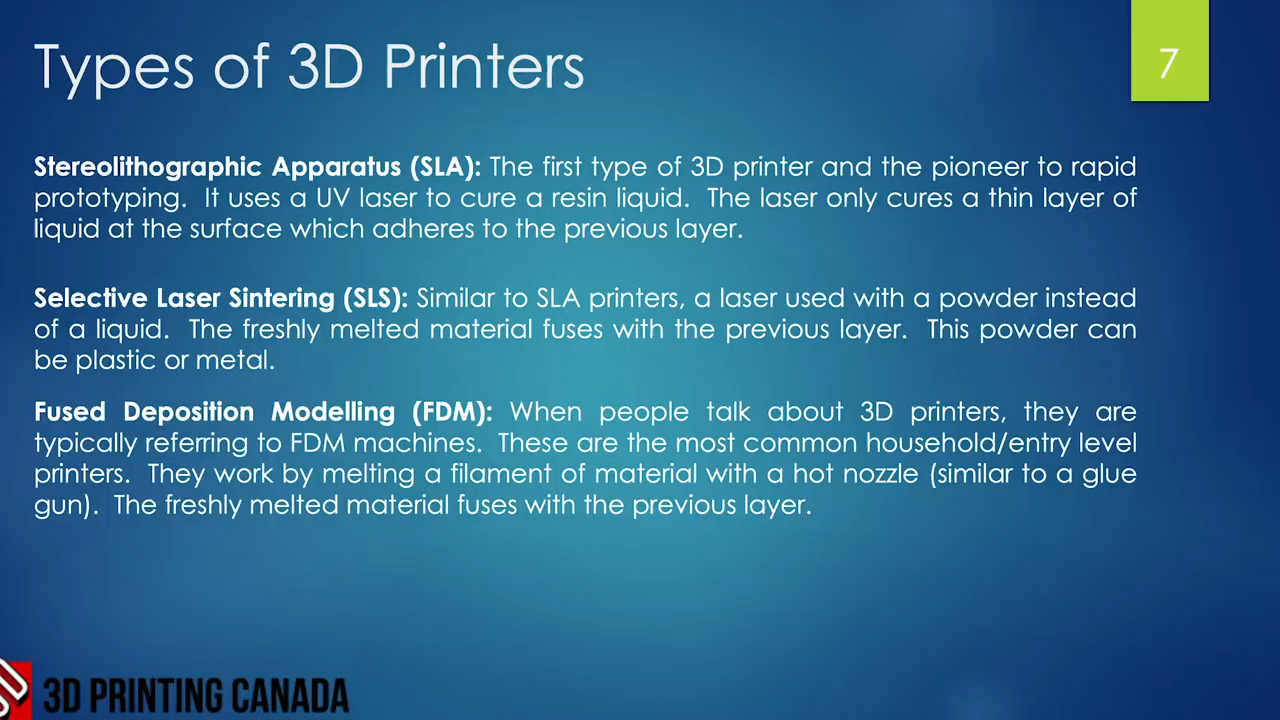 Types of 3D Printers
7
Stereolithographic Apparatus (SLA): The first type of 3D printer and the pioneer to rapid
prototyping. It uses a UV laser to cure a resin liquid. The laser only cures a thin layer of
liquid at the surface which adheres to the previous layer.
Selective Laser Sintering (SLS): Similar to SLA printers, a laser used with a powder instead
of a liquid. The freshly melted material fuses with the previous layer. This powder can
be plastic or metal.
Fused Deposition Modelling (FDM): When people talk about 3D printers, they are
typically referring to FDM machines. These are the most common household/entry level
printers. They work by melting a filament of material with a hot nozzle (similar to a glue
gun). The freshly melted material fuses with the previous layer.
3D PRINTING CANADA